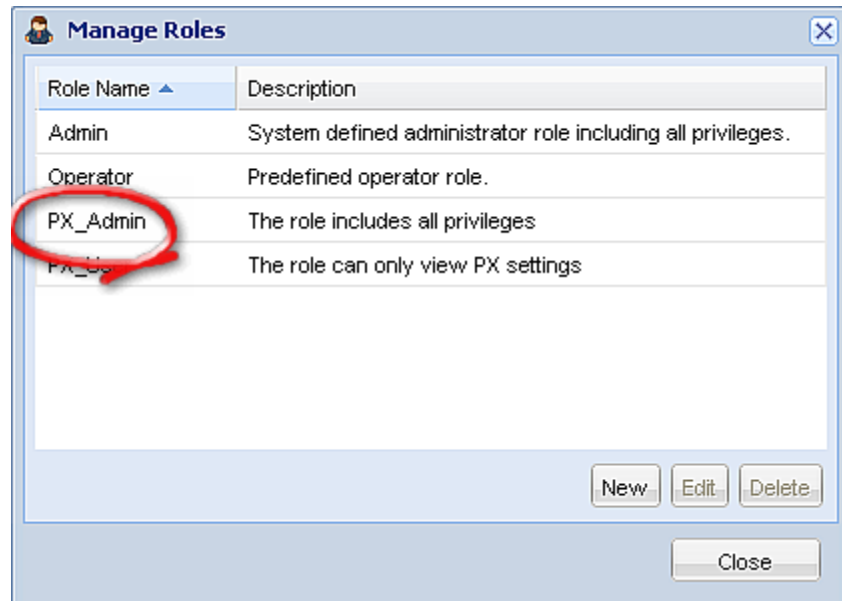 Manage Roles
Role Name Description
Admin System defined administrator role including all privileges.
Operator Predefined operator role.
PX_Admin The role includes all privileges
PX_User The role can only view PX settings
New Edit Delete
Close